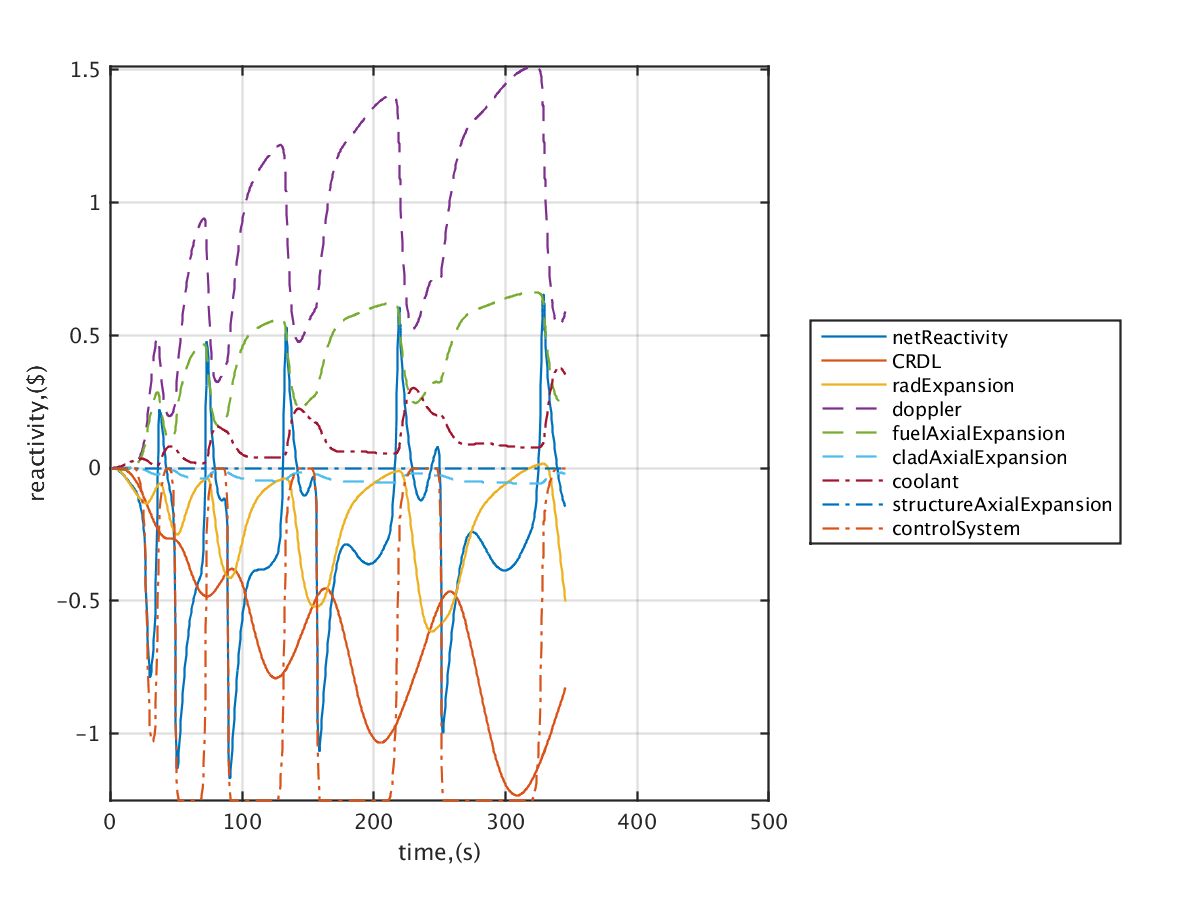 reactivity,($)
1.5
1
0.5
0
-0.5
-1
0
100
200
300
400
500
time,(s)
netReactivity
CRDL
radExpansion
doppler
fuelAxialExpansion
cladAxialExpansion
coolant
structureAxialExpansion
controlSystem